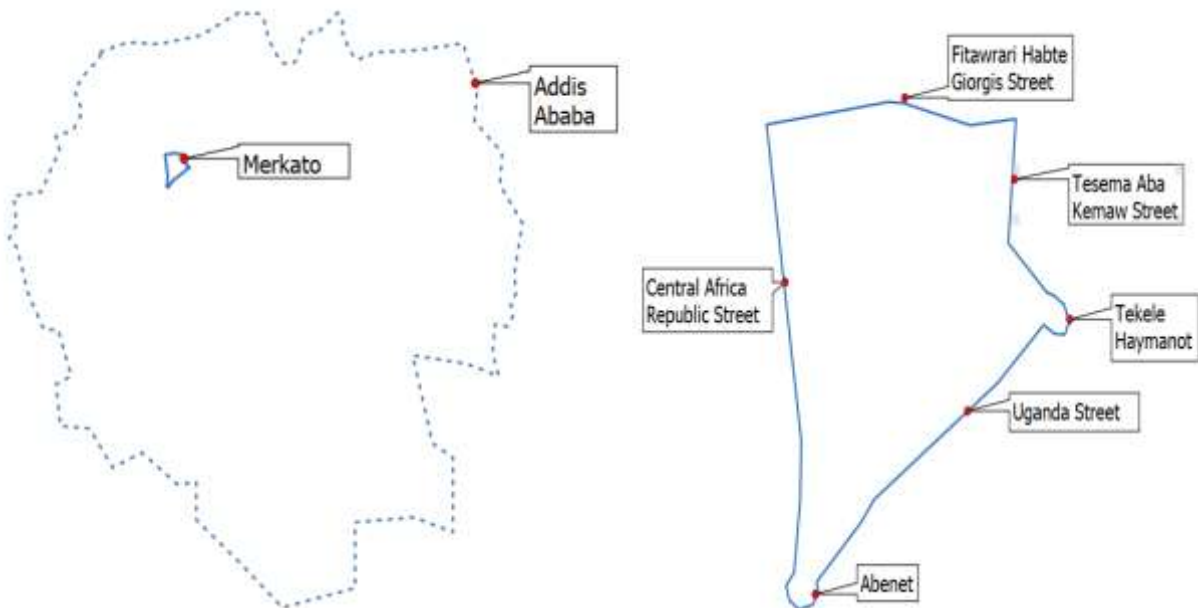 Addis
Ababa
Merkato
Fitawrari Habte
Giorgis Street
Tesema Aba
Kemaw Street
Central Africa
Republic Street
Tekele
Haymanot
Uganda Street
Abenet